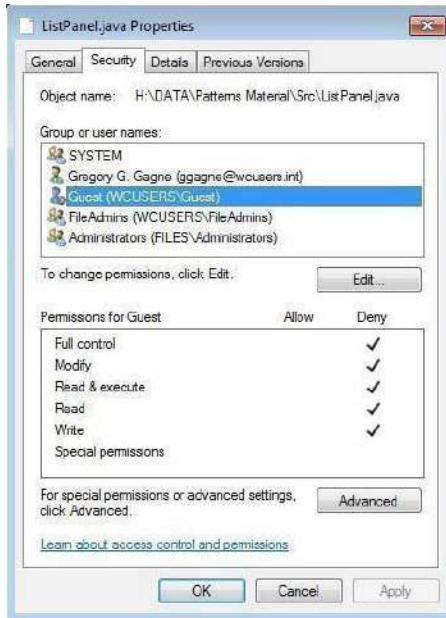 ListPanel.java Properties
General Security Details Previous Versions
Object name: H:\DATA\Patterns Material\Src\ListPanel.java
Group or user names:
SYSTEM
Gregory G. Gagne (ggagne@wcusers.int)
Guest (WCUSERS\Guest)
FileAdmins (WCUSERS\FileAdmins)
Administrators (FILES\Administrators)
To change permissions, click Edit.
Edit...
Permissions for Guest Allow Deny
Full control
Modify
Read & execute
Read
Write
Special permissions
For special permissions or advanced settings,
click Advanced.
Advanced
Learn about access control and permissions
OK Cancel Apply